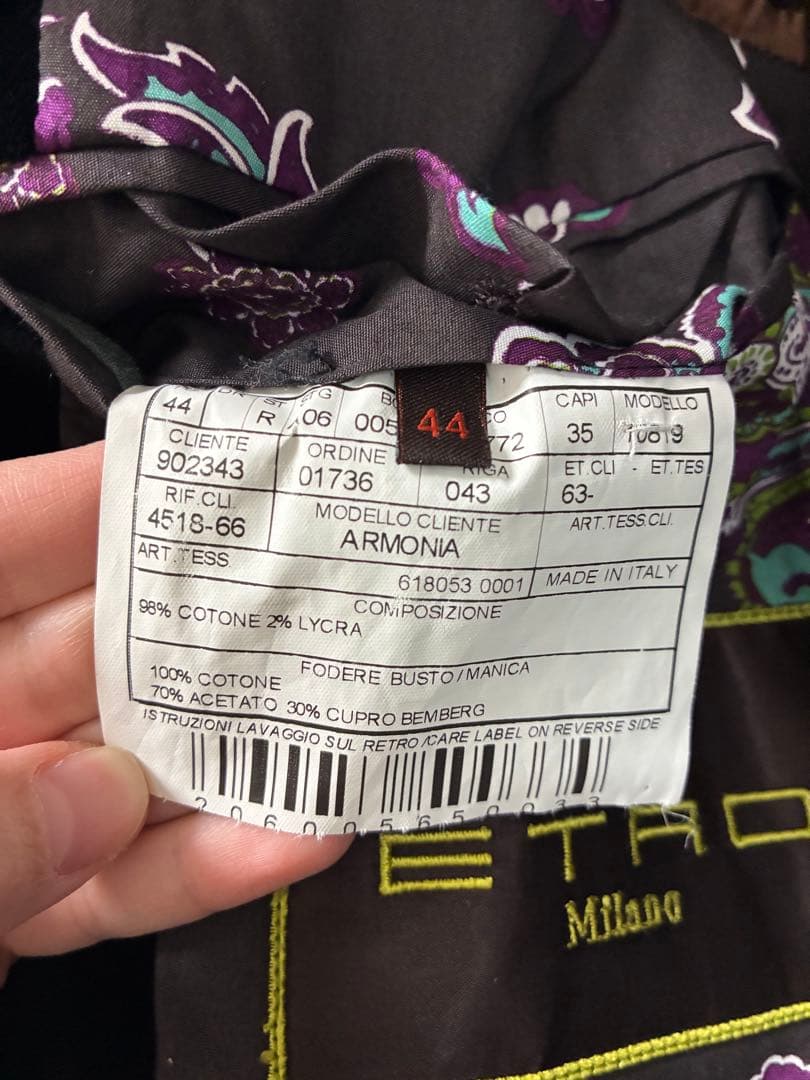 44 R 06 005 44 772 CAPI 35 MODELLO 10819
CLIENTE 902343 ORDINE 01736 RIGA 043 ET.CLI - ET.TES 63-
RIF.CLI. 4518-66 MODELLO CLIENTE ARMONIA ART.TESS.CLI.
ART.TESS 618053 0001 MADE IN ITALY
COMPOSIZIONE
98% COTONE 2% LYCRA
FODERE BUSTO/MANICA
100% COTONE
70% ACETATO 30% CUPRO BEMBERG
ISTRUZIONI LAVAGGIO SUL RETRO /CARE LABEL ON REVERSE SIDE
206005650033
ETRO
Milano